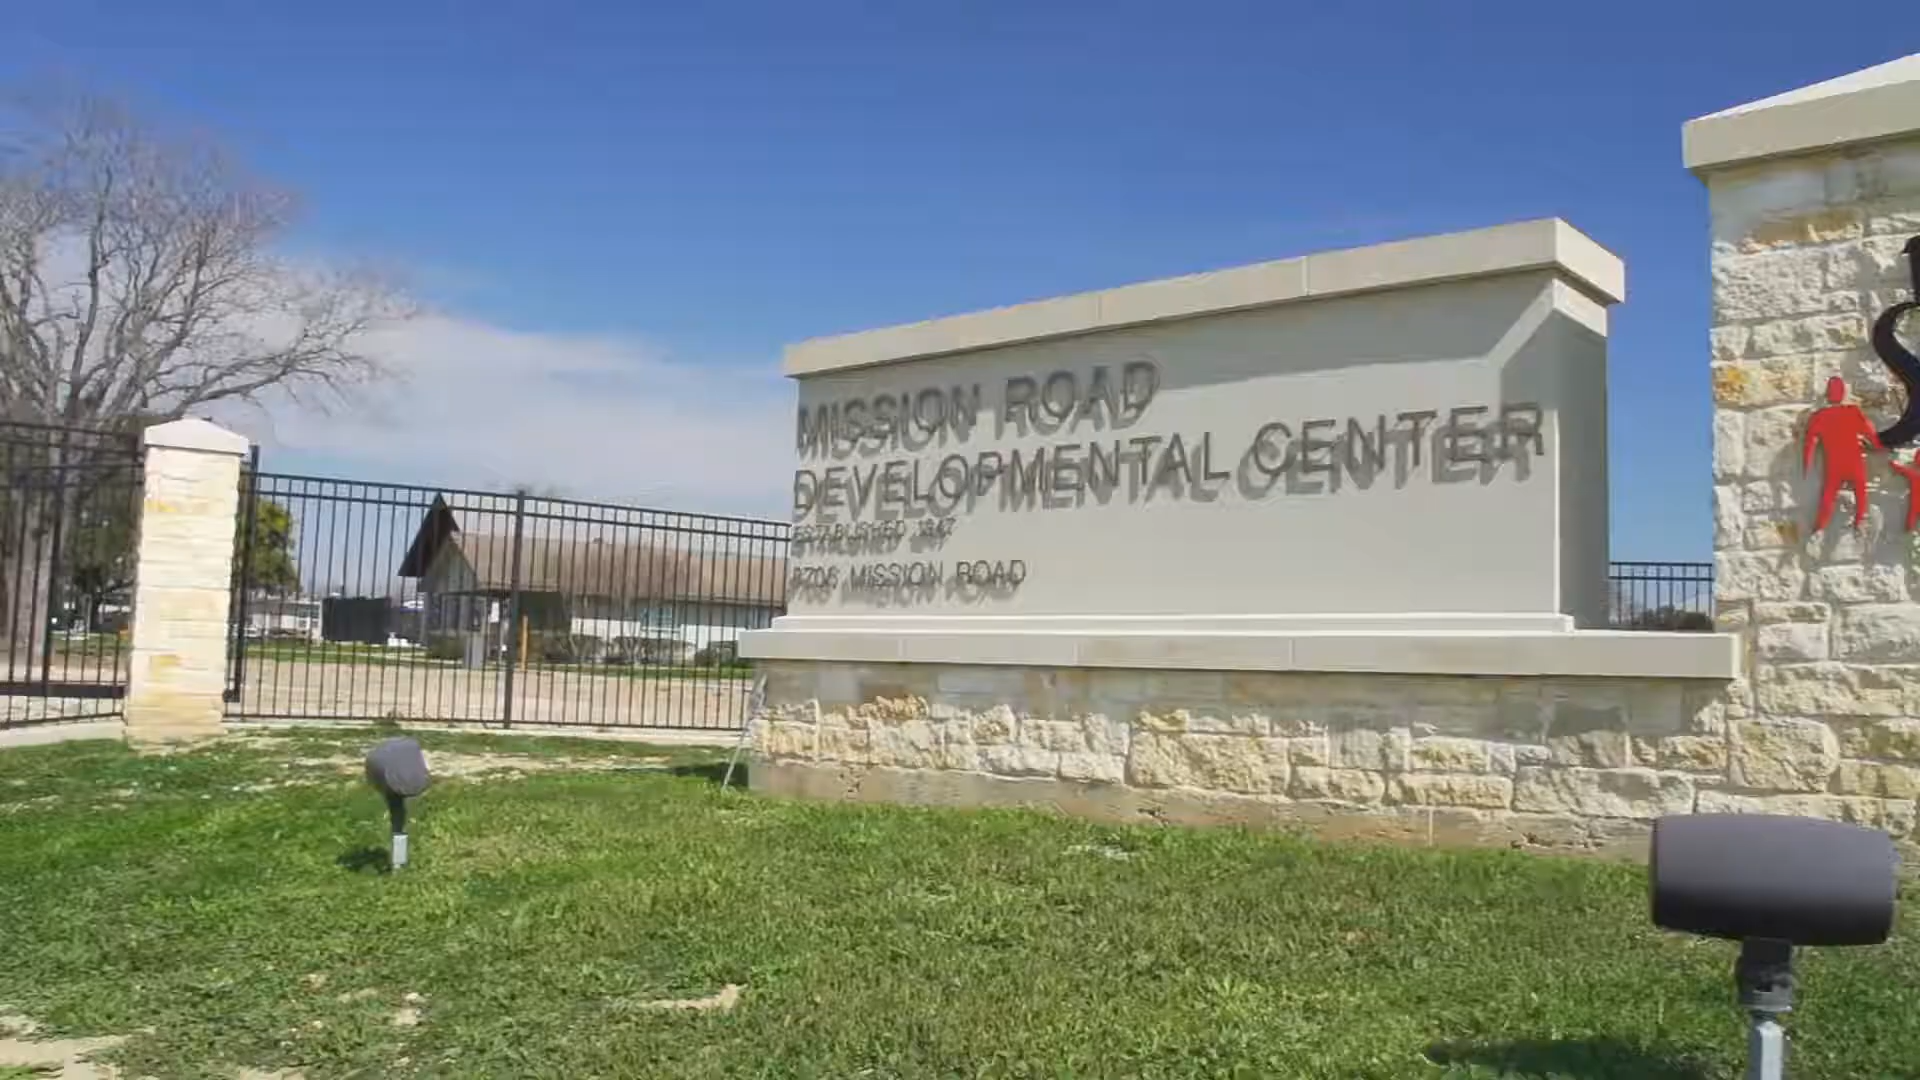 MISSION ROAD
DEVELOPMENTAL CENTER
ESTABLISHED 1947
8706 MISSION ROAD